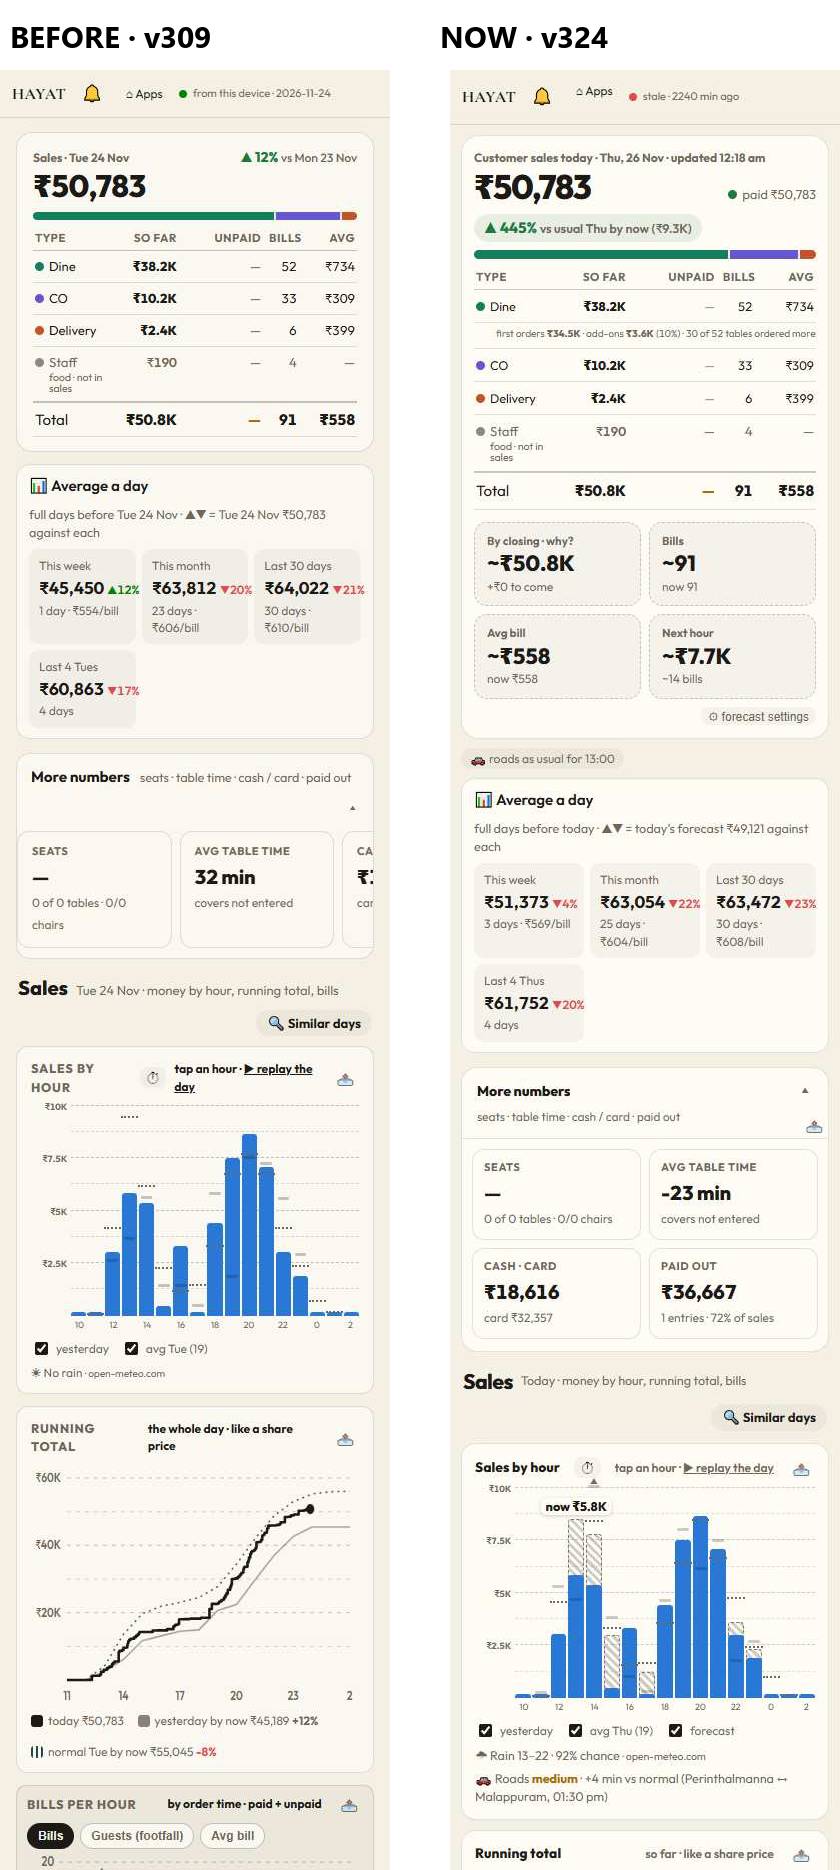 BEFORE · v309
HAYAT
⌂ Apps
from this device · 2026-11-24
Sales · Tue 24 Nov
▲ 12% vs Mon 23 Nov
₹50,783
TYPE SO FAR UNPAID BILLS AVG
Dine ₹38.2K — 52 ₹734
CO ₹10.2K — 33 ₹309
Delivery ₹2.4K — 6 ₹399
Staff ₹190 — 4 —
food · not in
sales
Total ₹50.8K — 91 ₹558
Average a day
full days before Tue 24 Nov · ▲▼ = Tue 24 Nov ₹50,783
against each
This week
₹45,450 ▲12%
1 day · ₹554/bill
This month
₹63,812 ▼20%
23 days ·
₹606/bill
Last 30 days
₹64,022 ▼21%
30 days ·
₹610/bill
Last 4 Tues
₹60,863 ▼17%
4 days
More numbers seats · table time · cash / card · paid out
▲
SEATS
—
0 of 0 tables · 0/0
chairs
AVG TABLE TIME
32 min
covers not entered
CA
car
Sales Tue 24 Nov · money by hour, running total, bills
Similar days
SALES BY
HOUR
tap an hour · ▶ replay the
day
₹10K
₹7.5K
₹5K
₹2.5K
10 12 14 16 18 20 22 0 2
yesterday avg Tue (19)
☀ No rain · open-meteo.com
RUNNING
TOTAL
the whole day · like a share
price
₹60K
₹40K
₹20K
11 14 17 20 23 2
today ₹50,783 yesterday by now ₹45,189 +12%
normal Tue by now ₹55,045 -8%
BILLS PER HOUR by order time · paid + unpaid
Bills Guests (footfall) Avg bill
20
NOW · v324
HAYAT
⌂ Apps
stale · 2240 min ago
Customer sales today · Thu, 26 Nov · updated 12:18 am
₹50,783
paid ₹50,783
▲ 445% vs usual Thu by now (₹9.3K)
TYPE SO FAR UNPAID BILLS AVG
Dine ₹38.2K — 52 ₹734
first orders ₹34.5K · add-ons ₹3.6K (10%) · 30 of 52 tables ordered more
CO ₹10.2K — 33 ₹309
Delivery ₹2.4K — 6 ₹399
Staff ₹190 — 4 —
food · not in
sales
Total ₹50.8K — 91 ₹558
By closing · why?
~₹50.8K
+₹0 to come
Bills
~91
now 91
Avg bill
~₹558
now ₹558
Next hour
~₹7.7K
~14 bills
⚙ forecast settings
roads as usual for 13:00
Average a day
full days before today · ▲▼ = today's forecast ₹49,121 against
each
This week
₹51,373 ▼4%
3 days · ₹569/bill
This month
₹63,054 ▼22%
25 days ·
₹604/bill
Last 30 days
₹63,472 ▼23%
30 days ·
₹608/bill
Last 4 Thus
₹61,752 ▼20%
4 days
More numbers ▲
seats · table time · cash / card · paid out
SEATS
—
0 of 0 tables · 0/0 chairs
AVG TABLE TIME
-23 min
covers not entered
CASH · CARD
₹18,616
card ₹32,357
PAID OUT
₹36,667
1 entries · 72% of sales
Sales Today · money by hour, running total, bills
Similar days
Sales by hour tap an hour · ▶ replay the day
₹10K
now ₹5.8K
₹7.5K
₹5K
₹2.5K
10 12 14 16 18 20 22 0 2
yesterday avg Thu (19) forecast
Rain 13–22 · 92% chance · open-meteo.com
Roads medium · +4 min vs normal (Perinthalmanna ↔
Malappuram, 01:30 pm)
Running total so far · like a share price